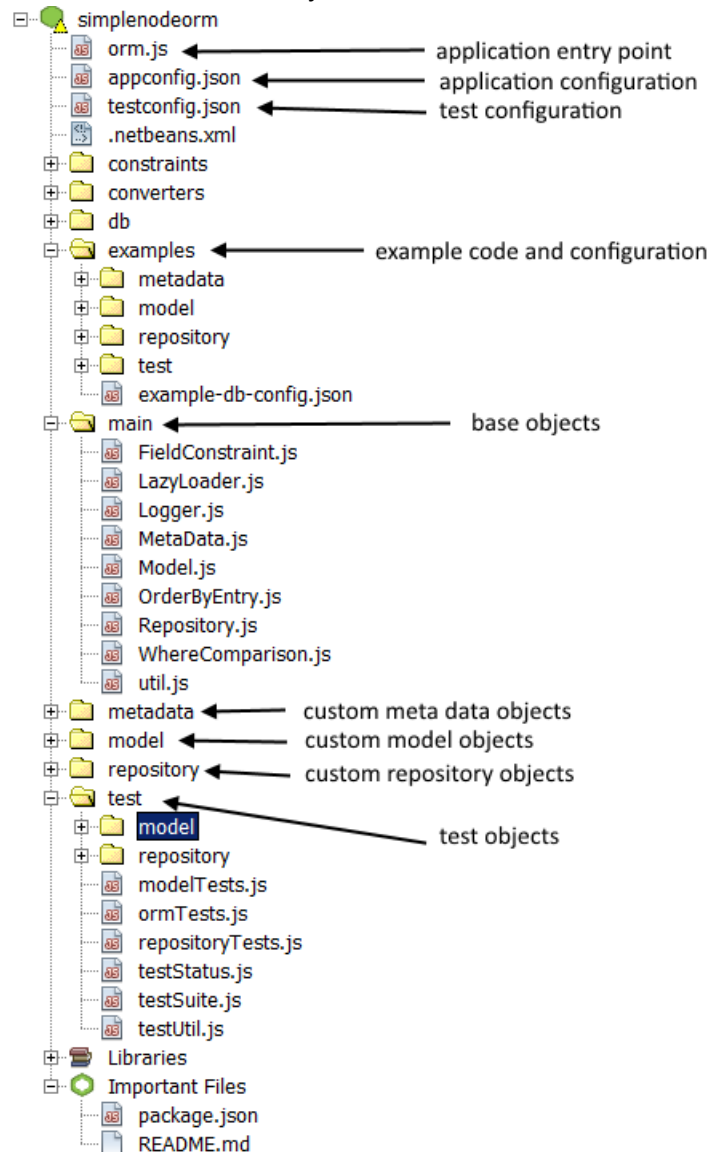 simplenodeorm
orm.js application entry point
appconfig.json application configuration
testconfig.json test configuration
.netbeans.xml
constraints
converters
db
examples example code and configuration
metadata
model
repository
test
example-db-config.json
main base objects
FieldConstraint.js
LazyLoader.js
Logger.js
MetaData.js
Model.js
OrderByEntry.js
Repository.js
WhereComparison.js
util.js
metadata custom meta data objects
model custom model objects
repository custom repository objects
test
model test objects
repository
modelTests.js
ormTests.js
repositoryTests.js
testStatus.js
testSuite.js
testUtil.js
Libraries
Important Files
package.json
README.md